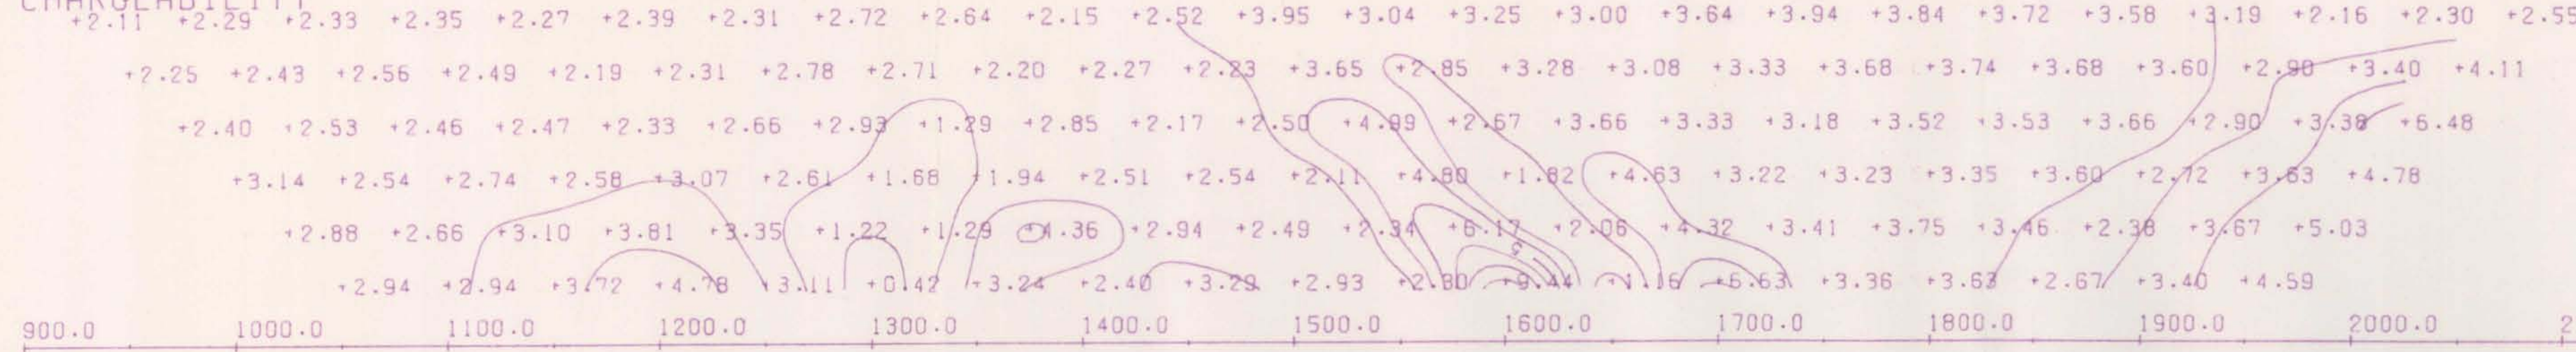 CHARGEABILITY
+2.11 +2.29 +2.33 +2.35 +2.27 +2.39 +2.31 +2.72 +2.64 +2.15 +2.52 +3.95 +3.04 +3.25 +3.00 +3.64 +3.94 +3.84 +3.72 +3.58 +3.19 +2.16 +2.30 +2.55
+2.25 +2.43 +2.56 +2.49 +2.19 +2.31 +2.78 +2.71 +2.20 +2.27 +2.23 +3.65 +2.85 +3.28 +3.08 +3.33 +3.68 +3.74 +3.68 +3.60 +2.90 +3.40 +4.11
+2.40 +2.53 +2.46 +2.47 +2.33 +2.66 +2.93 +1.29 +2.85 +2.17 +2.50 +4.99 +2.67 +3.66 +3.33 +3.18 +3.52 +3.53 +3.66 +2.90 +3.38 +6.48
+3.14 +2.54 +2.74 +2.58 +3.07 +2.61 +1.68 +1.94 +2.51 +2.54 +2.11 +4.80 +1.82 +4.63 +3.22 +3.23 +3.35 +3.60 +2.72 +3.63 +4.78
+2.88 +2.66 +3.10 +3.81 +3.35 +1.22 +1.29 +4.36 +2.94 +2.49 +2.34 +6.17 +2.06 +4.32 +3.41 +3.75 +3.46 +2.38 +3.67 +5.03
+2.94 +2.94 +3.72 +4.78 +3.11 +0.42 +3.24 +2.40 +3.29 +2.93 +2.30 +9.44 +1.16 +6.63 +3.36 +3.63 +2.67 +3.40 +4.59
900.0 1000.0 1100.0 1200.0 1300.0 1400.0 1500.0 1600.0 1700.0 1800.0 1900.0 2000.0